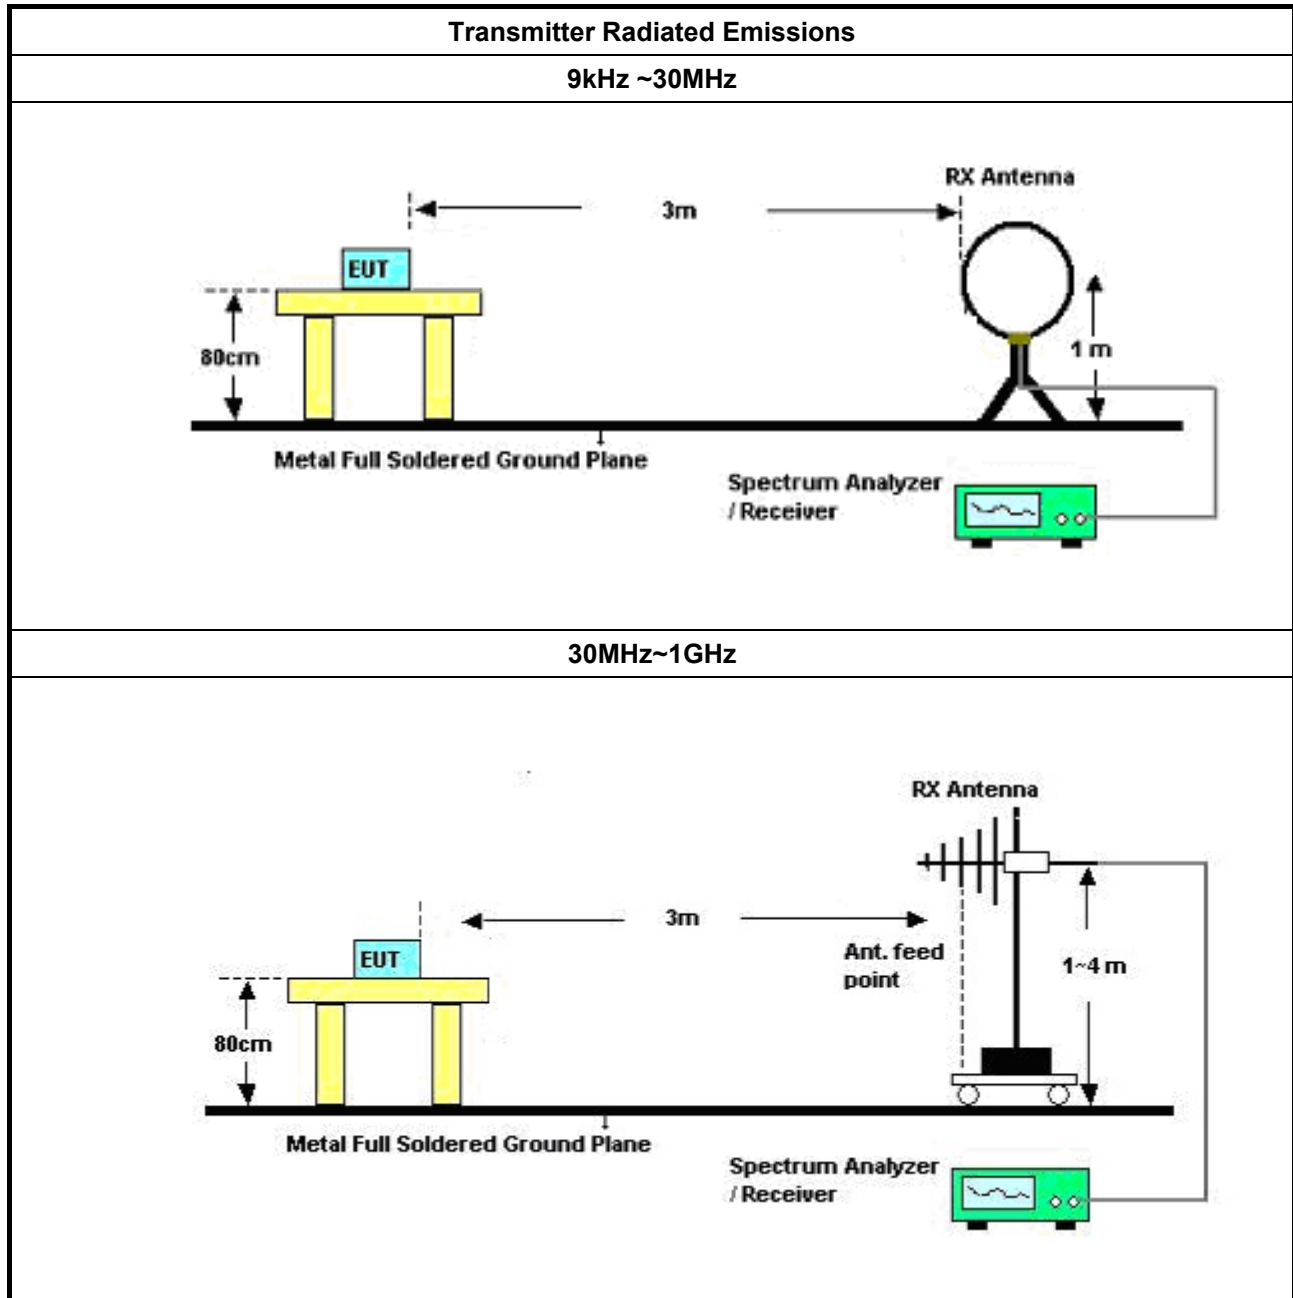 Transmitter Radiated Emissions
9kHz ~30MHz
RX Antenna
3m
EUT
80cm
1 m
Metal Full Soldered Ground Plane
Spectrum Analyzer
/ Receiver
30MHz~1GHz
RX Antenna
3m
Ant. feed
point
EUT
1~4 m
80cm
Metal Full Soldered Ground Plane
Spectrum Analyzer
/ Receiver